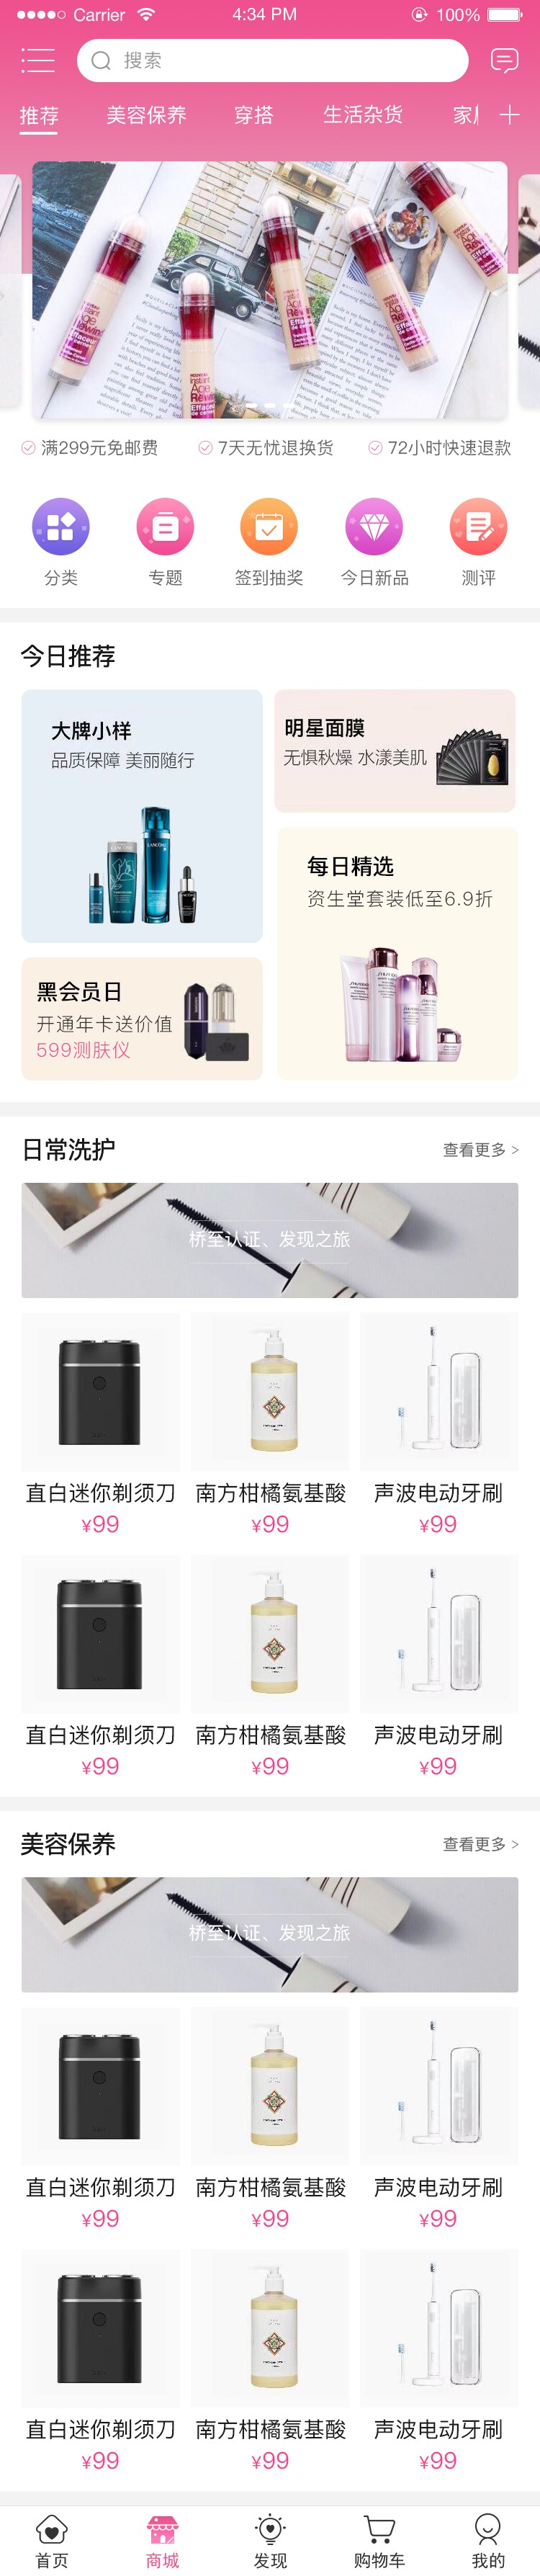 Carrier 4:34 PM 100%
搜索
推荐 美容保养 穿搭 生活杂货
满299元免邮费 7天无忧退换货 72小时快速退款
分类 专题 签到抽奖 今日新品 测评
今日推荐
大牌小样
品质保障 美丽随行
明星面膜
无惧秋燥 水漾美肌
每日精选
资生堂套装低至6.9折
黑会员日
开通年卡送价值
599测肤仪
日常洗护 查看更多 >
桥至认证、发现之旅
直白迷你剃须刀 南方柑橘氨基酸 声波电动牙刷
¥99 ¥99 ¥99
直白迷你剃须刀 南方柑橘氨基酸 声波电动牙刷
¥99 ¥99 ¥99
美容保养 查看更多 >
桥至认证、发现之旅
直白迷你剃须刀 南方柑橘氨基酸 声波电动牙刷
¥99 ¥99 ¥99
直白迷你剃须刀 南方柑橘氨基酸 声波电动牙刷
¥99 ¥99 ¥99
首页 商城 发现 购物车 我的